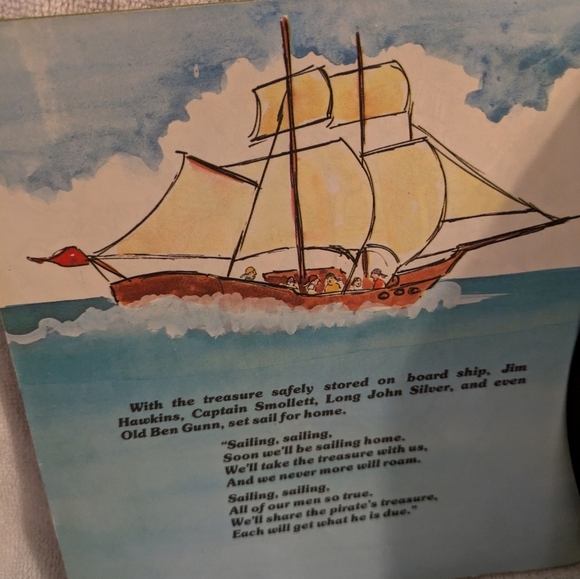 With the treasure safely stored on board ship, Jim
Hawkins, Captain Smollett, Long John Silver, and even
Old Ben Gunn, set sail for home.
"Sailing, sailing,
Soon we'll be sailing home.
We'll take the treasure with us,
And we never more will roam.
Sailing, sailing,
All of our men so true.
We'll share the pirate's treasure,
Each will get what he is due."